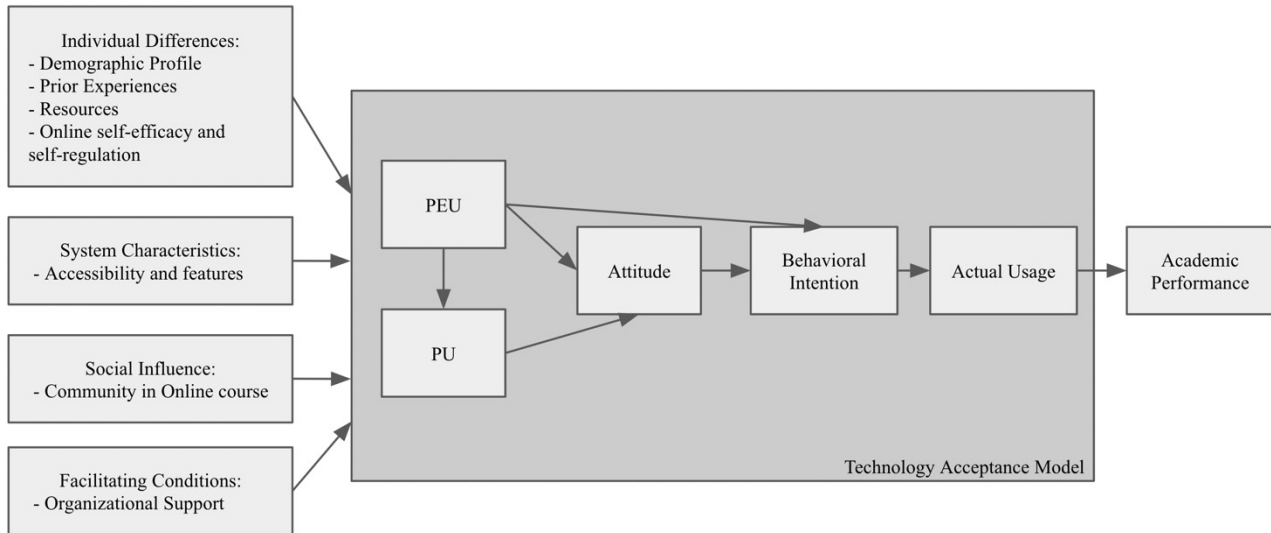 Individual Differences:
- Demographic Profile
- Prior Experiences
- Resources
- Online self-efficacy and
self-regulation
System Characteristics:
- Accessibility and features
Social Influence:
- Community in Online course
Facilitating Conditions:
- Organizational Support
PEU
PU
Attitude
Behavioral
Intention
Actual Usage
Technology Acceptance Model
Academic
Performance